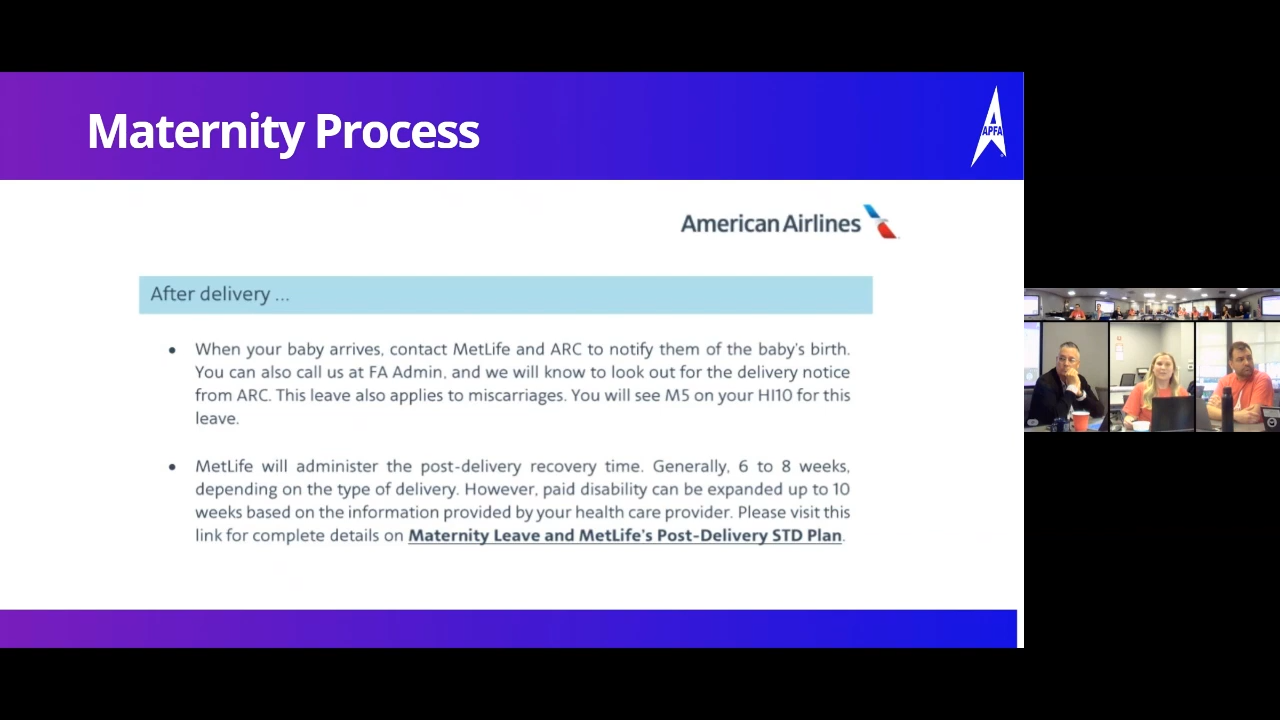 Maternity Process
APFA
American Airlines
After delivery ...
• When your baby arrives, contact MetLife and ARC to notify them of the baby's birth.
You can also call us at FA Admin, and we will know to look out for the delivery notice
from ARC. This leave also applies to miscarriages. You will see M5 on your HI10 for this
leave.
• MetLife will administer the post-delivery recovery time. Generally, 6 to 8 weeks,
depending on the type of delivery. However, paid disability can be expanded up to 10
weeks based on the information provided by your health care provider. Please visit this
link for complete details on Maternity Leave and MetLife's Post-Delivery STD Plan.